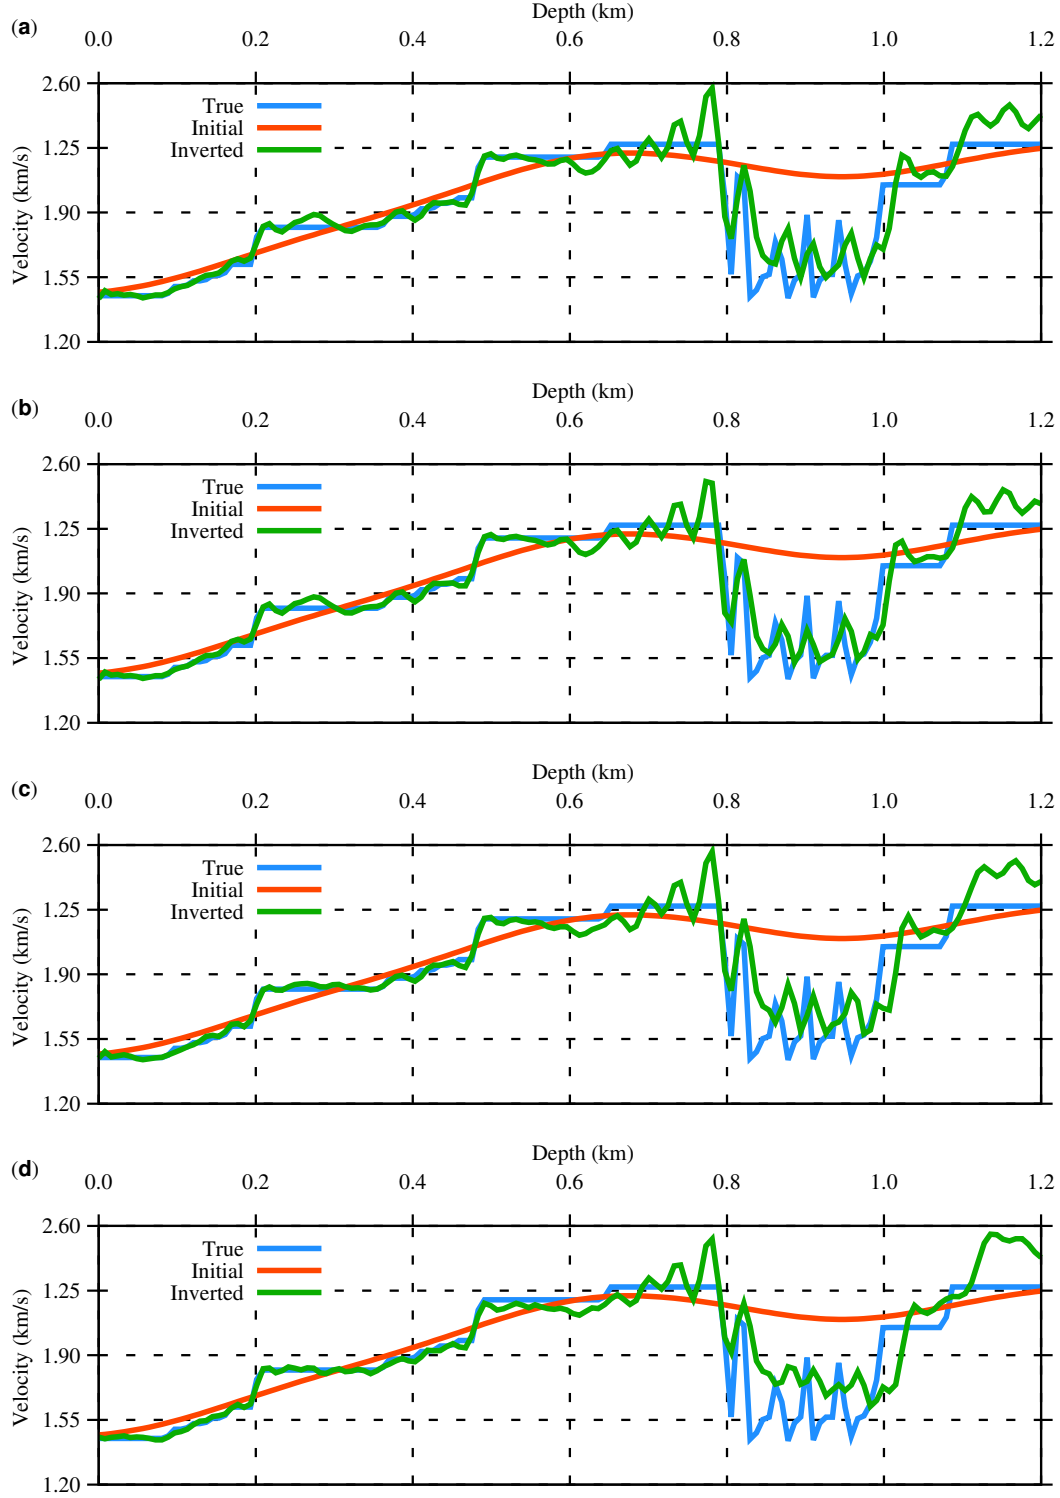 (a)
Depth (km)
0.0 0.2 0.4 0.6 0.8 1.0 1.2
2.60
1.25
1.90
1.55
1.20
Velocity (km/s)
True
Initial
Inverted
(b)
Depth (km)
0.0 0.2 0.4 0.6 0.8 1.0 1.2
2.60
1.25
1.90
1.55
1.20
Velocity (km/s)
True
Initial
Inverted
(c)
Depth (km)
0.0 0.2 0.4 0.6 0.8 1.0 1.2
2.60
1.25
1.90
1.55
1.20
Velocity (km/s)
True
Initial
Inverted
(d)
Depth (km)
0.0 0.2 0.4 0.6 0.8 1.0 1.2
2.60
1.25
1.90
1.55
1.20
Velocity (km/s)
True
Initial
Inverted